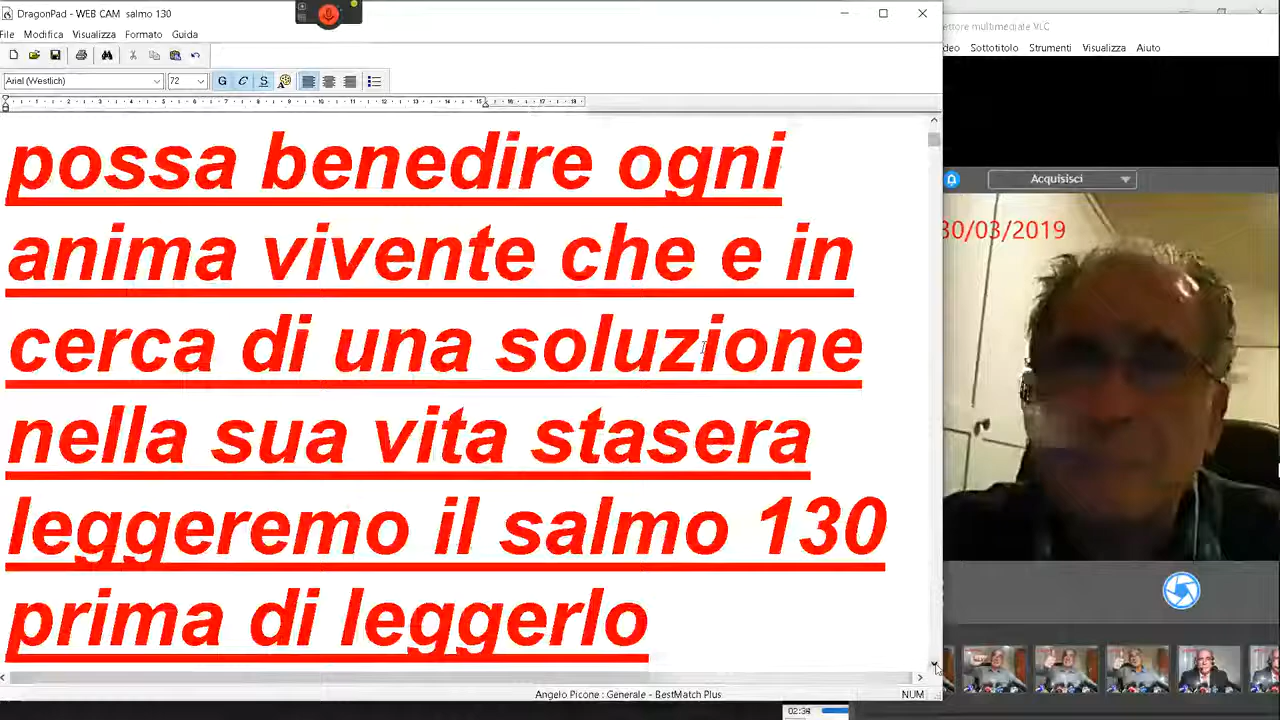 DragonPad - WEB CAM salmo 130
File Modifica Visualizza Formato Guida
Arial (Westlich) 72 G C S
possa benedire ogni
anima vivente che e in
cerca di una soluzione
nella sua vita stasera
leggeremo il salmo 130
prima di leggerlo
Angelo Picone : Generale - BestMatch Plus NUM
ettore multimediale VLC
deo Sottotitolo Strumenti Visualizza Aiuto
Acquisisci
30/03/2019
02:34